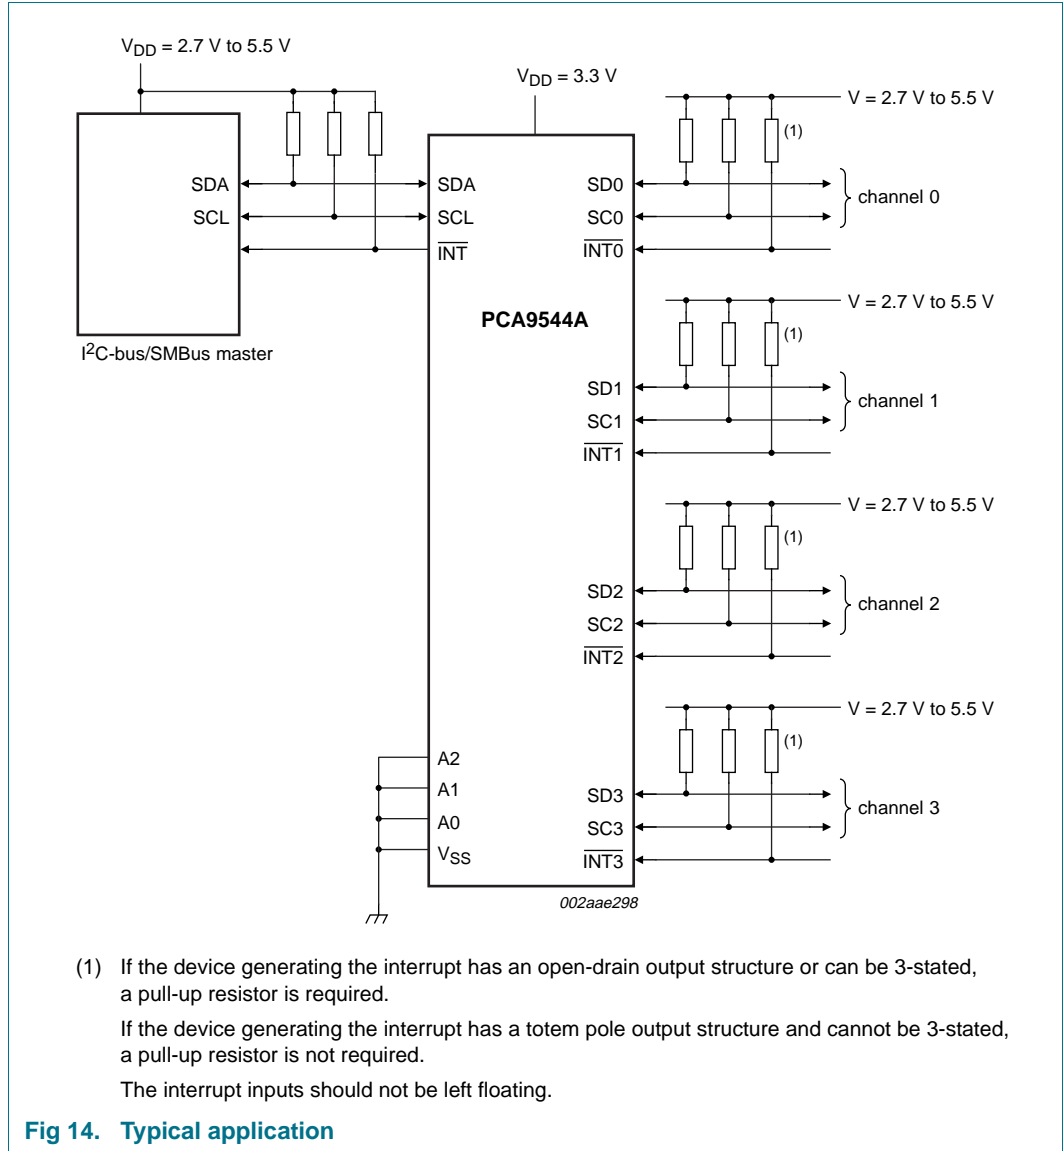 VDD = 2.7 V to 5.5 V
VDD = 3.3 V
V = 2.7 V to 5.5 V
(1)
SDA
SCL
SDA
SCL
INT
SD0
SC0
INT0
channel 0
PCA9544A
I2C-bus/SMBus master
V = 2.7 V to 5.5 V
(1)
SD1
SC1
INT1
channel 1
V = 2.7 V to 5.5 V
(1)
SD2
SC2
INT2
channel 2
V = 2.7 V to 5.5 V
(1)
SD3
SC3
INT3
channel 3
A2
A1
A0
VSS
002aae298
(1) If the device generating the interrupt has an open-drain output structure or can be 3-stated,
a pull-up resistor is required.
If the device generating the interrupt has a totem pole output structure and cannot be 3-stated,
a pull-up resistor is not required.
The interrupt inputs should not be left floating.
Fig 14. Typical application